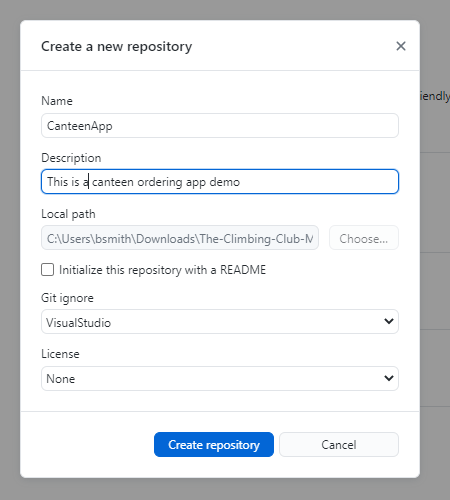 Create a new repository
iendly
Name
CanteenApp
Description
This is a canteen ordering app demo
Local path
C:\Users\bsmith\Downloads\The-Climbing-Club-M
Choose...
Initialize this repository with a README
Git ignore
VisualStudio
License
None
Create repository
Cancel